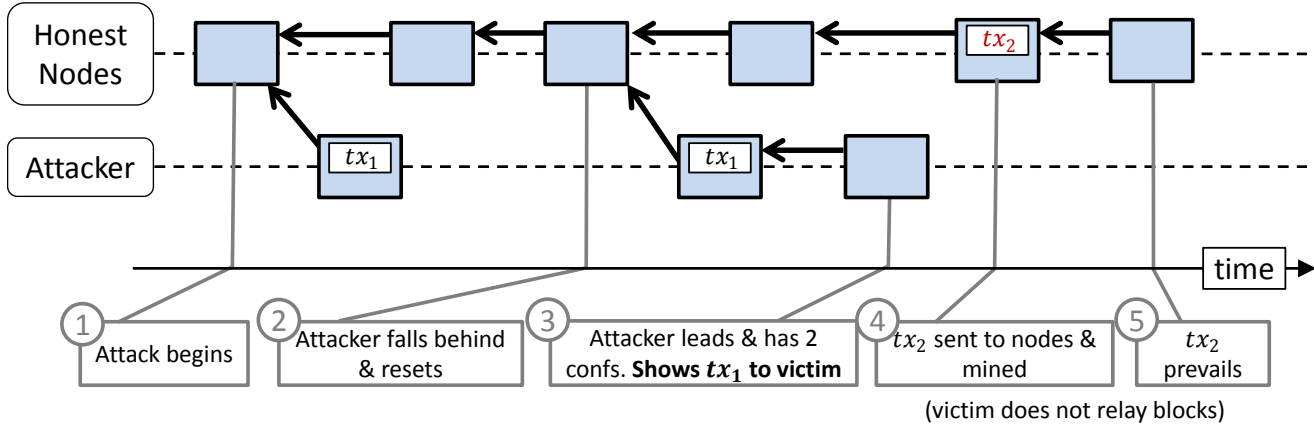 Honest
Nodes
tx₂
Attacker
tx₁
tx₁
time
1
Attack begins
2
Attacker falls behind
& resets
3
Attacker leads & has 2
confs. Shows tx₁ to victim
4
tx₂ sent to nodes &
mined
5
tx₂
prevails
(victim does not relay blocks)